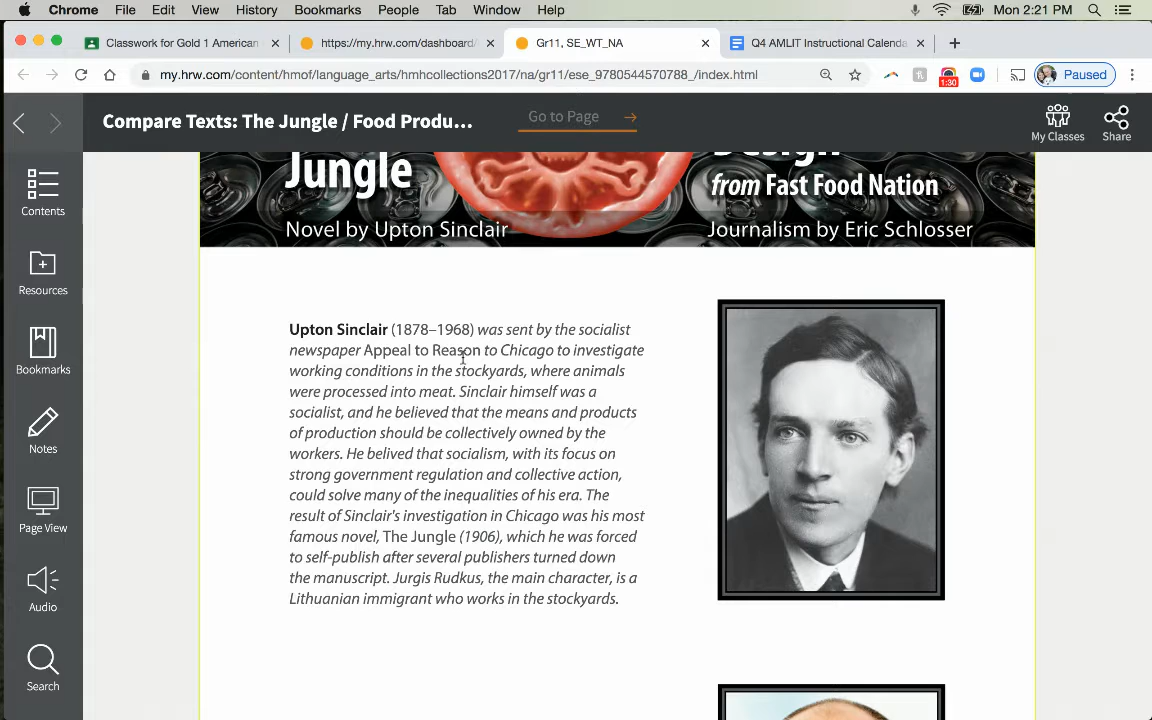 Chrome File Edit View History Bookmarks People Tab Window Help Mon 2:21 PM
Classwork for Gold 1 American
https://my.hrw.com/dashboard/
Gr11, SE_WT_NA
Q4 AMLIT Instructional Calenda
my.hrw.com/content/hmof/language_arts/hmhcollections2017/na/gr11/ese_9780544570788_/index.html
1:30
Paused
Compare Texts: The Jungle / Food Produ...
Go to Page
My Classes
Share
Contents
Resources
Bookmarks
Notes
Page View
Audio
Search
Jungle
Novel by Upton Sinclair
Design
from Fast Food Nation
Journalism by Eric Schlosser
Upton Sinclair (1878–1968) was sent by the socialist
newspaper Appeal to Reason to Chicago to investigate
working conditions in the stockyards, where animals
were processed into meat. Sinclair himself was a
socialist, and he believed that the means and products
of production should be collectively owned by the
workers. He belived that socialism, with its focus on
strong government regulation and collective action,
could solve many of the inequalities of his era. The
result of Sinclair's investigation in Chicago was his most
famous novel, The Jungle (1906), which he was forced
to self-publish after several publishers turned down
the manuscript. Jurgis Rudkus, the main character, is a
Lithuanian immigrant who works in the stockyards.